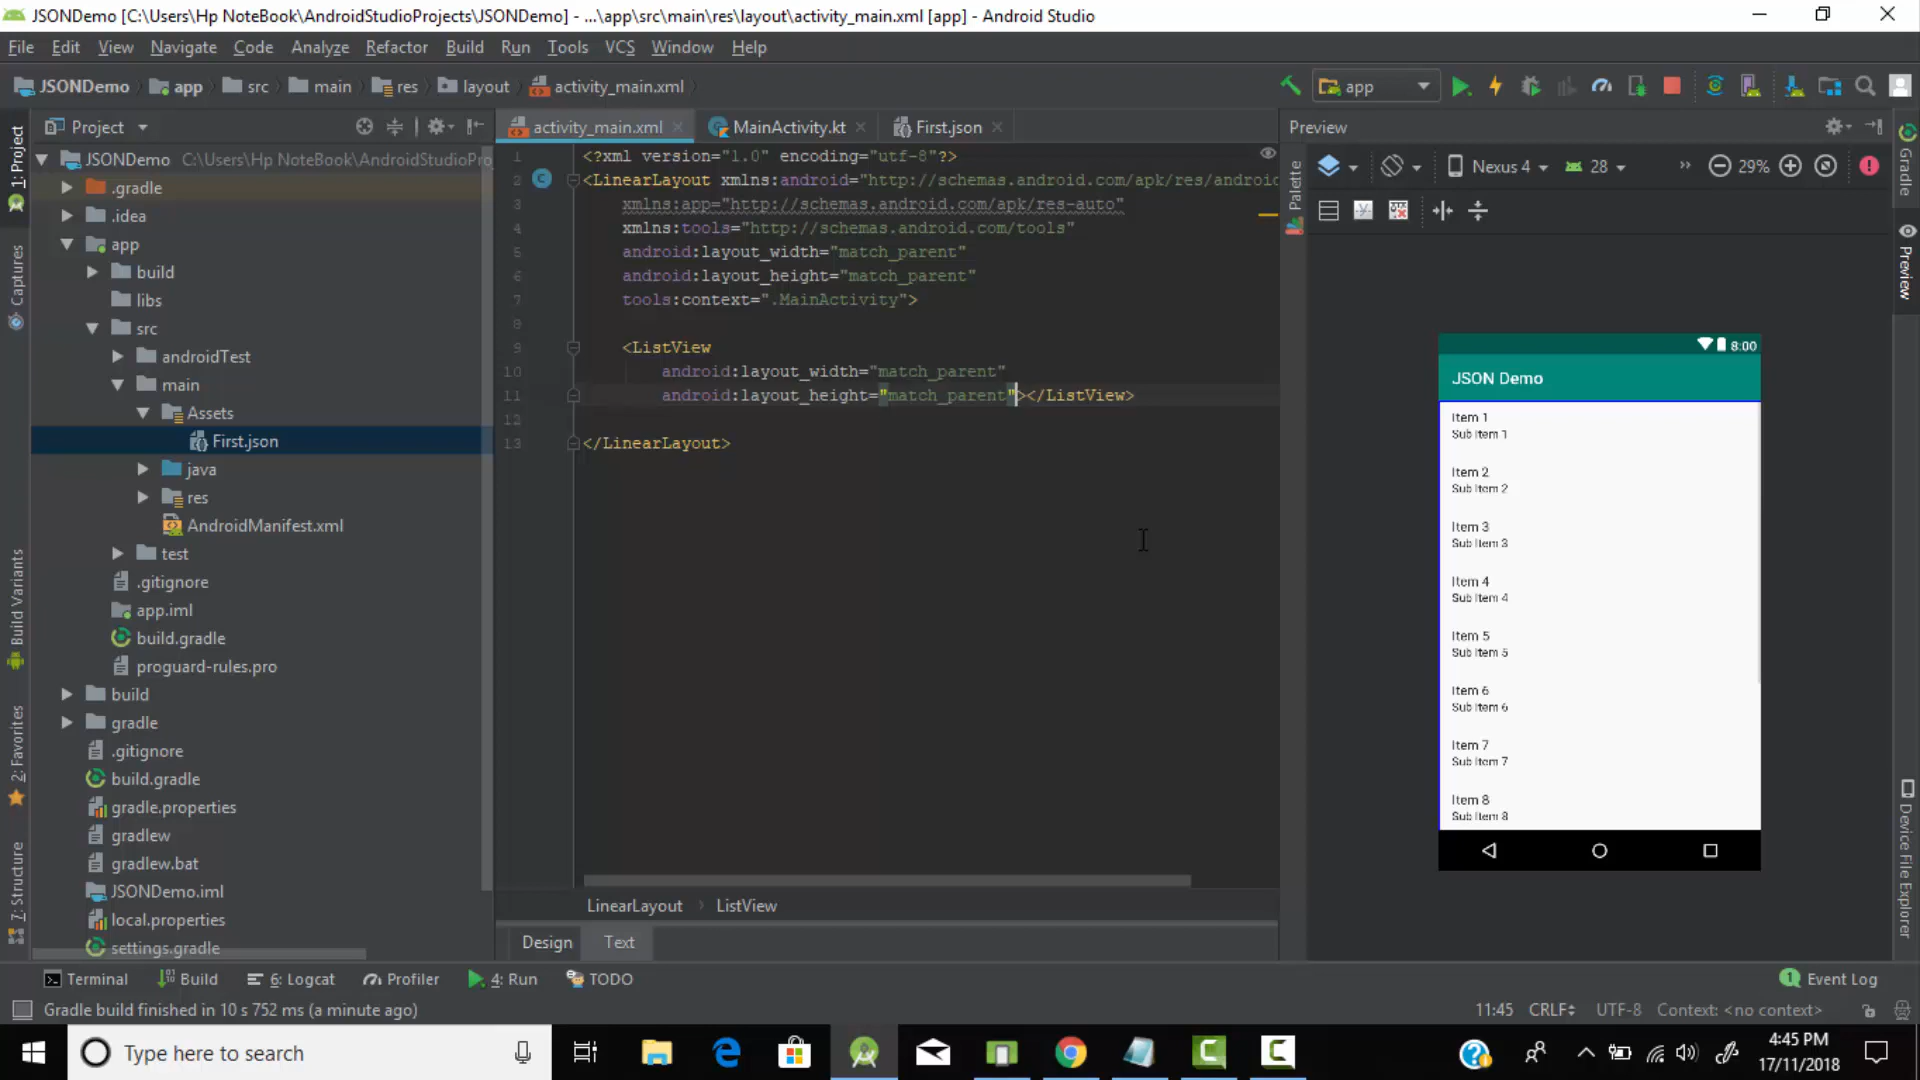 JSONDemo [C:\Users\Hp NoteBook\AndroidStudioProjects\JSONDemo] - ...\app\src\main\res\layout\activity_main.xml [app] - Android Studio
File Edit View Navigate Code Analyze Refactor Build Run Tools VCS Window Help
JSONDemo app src main res layout activity_main.xml
app
Project
activity_main.xml
MainActivity.kt
First.json
Preview
1: Project
Captures
Build Variants
2: Favorites
7: Structure
JSONDemo C:\Users\Hp NoteBook\AndroidStudioPro
.gradle
.idea
app
build
libs
src
androidTest
main
Assets
First.json
java
res
AndroidManifest.xml
test
.gitignore
app.iml
build.gradle
proguard-rules.pro
build
gradle
.gitignore
build.gradle
gradle.properties
gradlew
gradlew.bat
JSONDemo.iml
local.properties
settings.gradle
1 <?xml version="1.0" encoding="utf-8"?>
2 <LinearLayout xmlns:android="http://schemas.android.com/apk/res/androi
3 xmlns:app="http://schemas.android.com/apk/res-auto"
4 xmlns:tools="http://schemas.android.com/tools"
5 android:layout_width="match_parent"
6 android:layout_height="match_parent"
7 tools:context=".MainActivity">
8
9 <ListView
10 android:layout_width="match_parent"
11 android:layout_height="match_parent"></ListView>
12
13 </LinearLayout>
LinearLayout ListView
Design Text
Palette
Nexus 4 28 29%
8:00
JSON Demo
Item 1
Sub Item 1
Item 2
Sub Item 2
Item 3
Sub Item 3
Item 4
Sub Item 4
Item 5
Sub Item 5
Item 6
Sub Item 6
Item 7
Sub Item 7
Item 8
Sub Item 8
Gradle
Preview
Device File Explorer
Terminal Build 6: Logcat Profiler 4: Run TODO
1 Event Log
Gradle build finished in 10 s 752 ms (a minute ago)
11:45 CRLF UTF-8 Context: <no context>
Type here to search
4:45 PM
17/11/2018